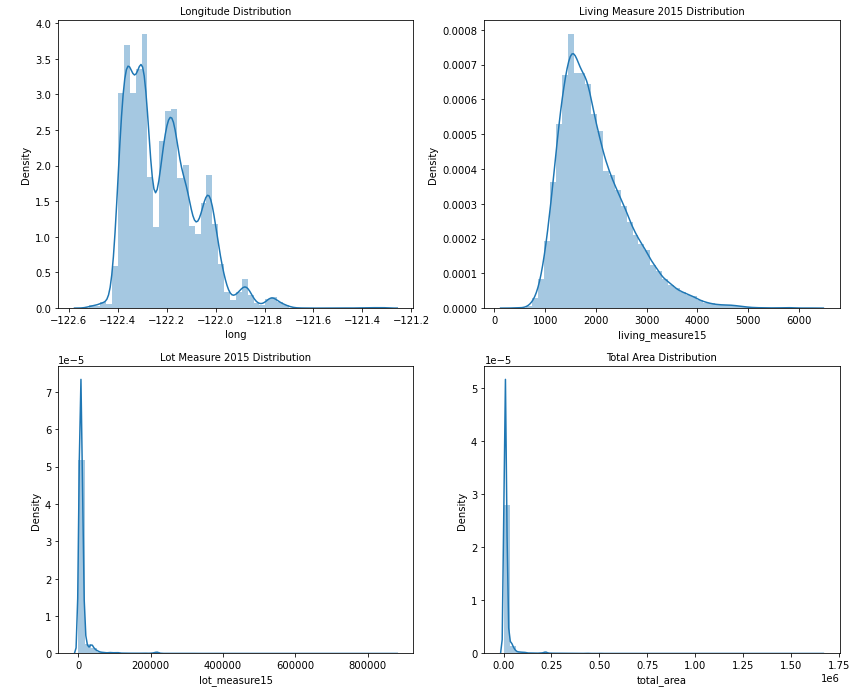 Longitude Distribution
4.0
3.5
3.0
2.5
2.0
1.5
1.0
0.5
0.0
Density
−122.6 −122.4 −122.2 −122.0 −121.8 −121.6 −121.4 −121.2
long
Living Measure 2015 Distribution
0.0008
0.0007
0.0006
0.0005
0.0004
0.0003
0.0002
0.0001
0.0000
Density
0 1000 2000 3000 4000 5000 6000
living_measure15
Lot Measure 2015 Distribution
1e−5
7
6
5
4
3
2
1
0
Density
0 200000 400000 600000 800000
lot_measure15
Total Area Distribution
1e−5
5
4
3
2
1
0
Density
0.00 0.25 0.50 0.75 1.00 1.25 1.50 1.75
1e6
total_area